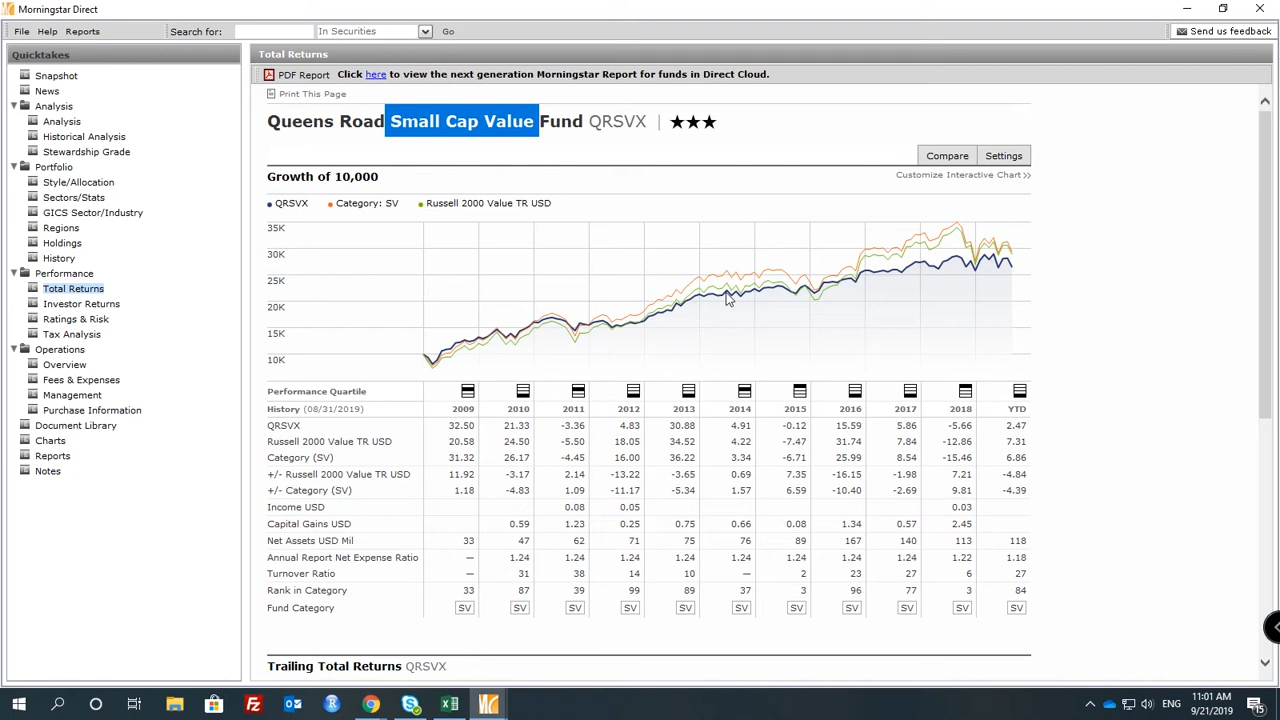 Morningstar Direct
File Help Reports Search for: In Securities Go Send us feedback
Quicktakes
Snapshot
News
Analysis
Analysis
Historical Analysis
Stewardship Grade
Portfolio
Style/Allocation
Sectors/Stats
GICS Sector/Industry
Regions
Holdings
History
Performance
Total Returns
Investor Returns
Ratings & Risk
Tax Analysis
Operations
Overview
Fees & Expenses
Management
Purchase Information
Document Library
Charts
Reports
Notes
Total Returns
PDF Report Click here to view the next generation Morningstar Report for funds in Direct Cloud.
Print This Page
Queens Road Small Cap Value Fund QRSVX | ★★★
Compare Settings
Growth of 10,000 Customize Interactive Chart
QRSVX Category: SV Russell 2000 Value TR USD
35K
30K
25K
20K
15K
10K
Performance Quartile
History (08/31/2019) 2009 2010 2011 2012 2013 2014 2015 2016 2017 2018 YTD
QRSVX 32.50 21.33 -3.36 4.83 30.88 4.91 -0.12 15.59 5.86 -5.66 2.47
Russell 2000 Value TR USD 20.58 24.50 -5.50 18.05 34.52 4.22 -7.47 31.74 7.84 -12.86 7.31
Category (SV) 31.32 26.17 -4.45 16.00 36.22 3.34 -6.71 25.99 8.54 -15.46 6.86
+/- Russell 2000 Value TR USD 11.92 -3.17 2.14 -13.22 -3.65 0.69 7.35 -16.15 -1.98 7.21 -4.84
+/- Category (SV) 1.18 -4.83 1.09 -11.17 -5.34 1.57 6.59 -10.40 -2.69 9.81 -4.39
Income USD 0.08 0.05 0.03
Capital Gains USD 0.59 1.23 0.25 0.75 0.66 0.08 1.34 0.57 2.45
Net Assets USD Mil 33 47 62 71 75 76 89 167 140 113 118
Annual Report Net Expense Ratio — 1.24 1.24 1.24 1.24 1.24 1.24 1.24 1.24 1.22 1.18
Turnover Ratio — 31 38 14 10 — 2 23 27 6 27
Rank in Category 33 87 39 99 89 37 3 96 77 3 84
Fund Category SV SV SV SV SV SV SV SV SV SV SV
Trailing Total Returns QRSVX
ENG
11:01 AM
9/21/2019
15